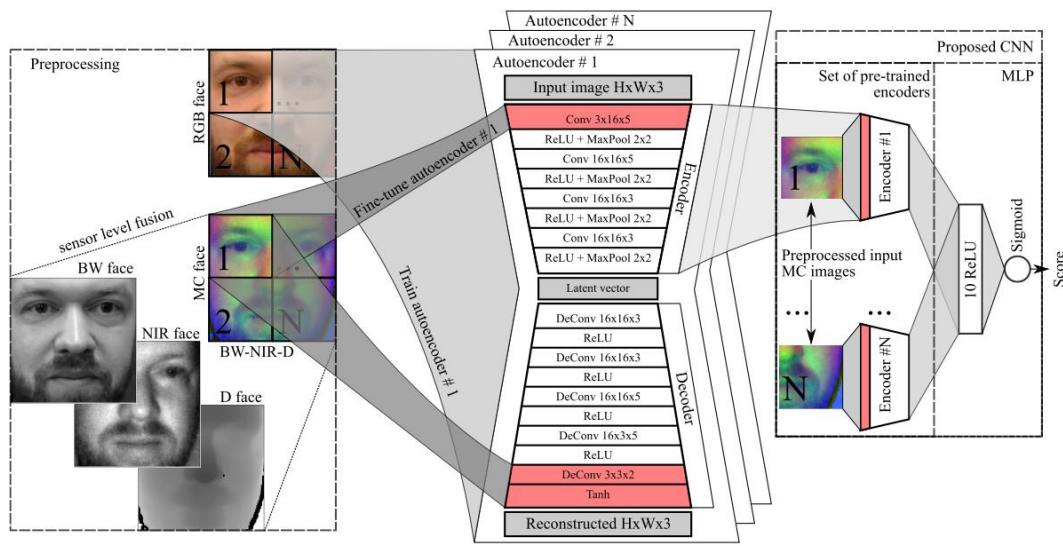 Preprocessing
RGB face
1
...
2
N
sensor level fusion
MC face
1
...
2
N
BW-NIR-D
BW face
NIR face
D face
Fine-tune autoencoder # 1
Train autoencoder # 1
Autoencoder # N
Autoencoder # 2
Autoencoder # 1
Input image HxWx3
Conv 3x16x5
ReLU + MaxPool 2x2
Conv 16x16x5
ReLU + MaxPool 2x2
Conv 16x16x3
ReLU + MaxPool 2x2
Conv 16x16x3
ReLU + MaxPool 2x2
Encoder
Latent vector
DeConv 16x16x3
ReLU
DeConv 16x16x3
ReLU
DeConv 16x16x5
ReLU
DeConv 16x3x5
ReLU
DeConv 3x3x2
Tanh
Decoder
Reconstructed HxWx3
Proposed CNN
Set of pre-trained
encoders
MLP
1
Encoder #1
Preprocessed input
MC images
... ...
N
Encoder #N
10 ReLU
Sigmoid
Score